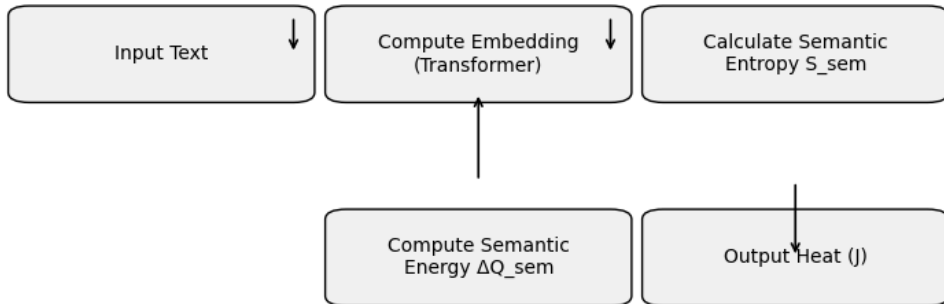 Input Text
Compute Embedding
(Transformer)
Calculate Semantic
Entropy S_sem
Compute Semantic
Energy ΔQ_sem
Output Heat (J)